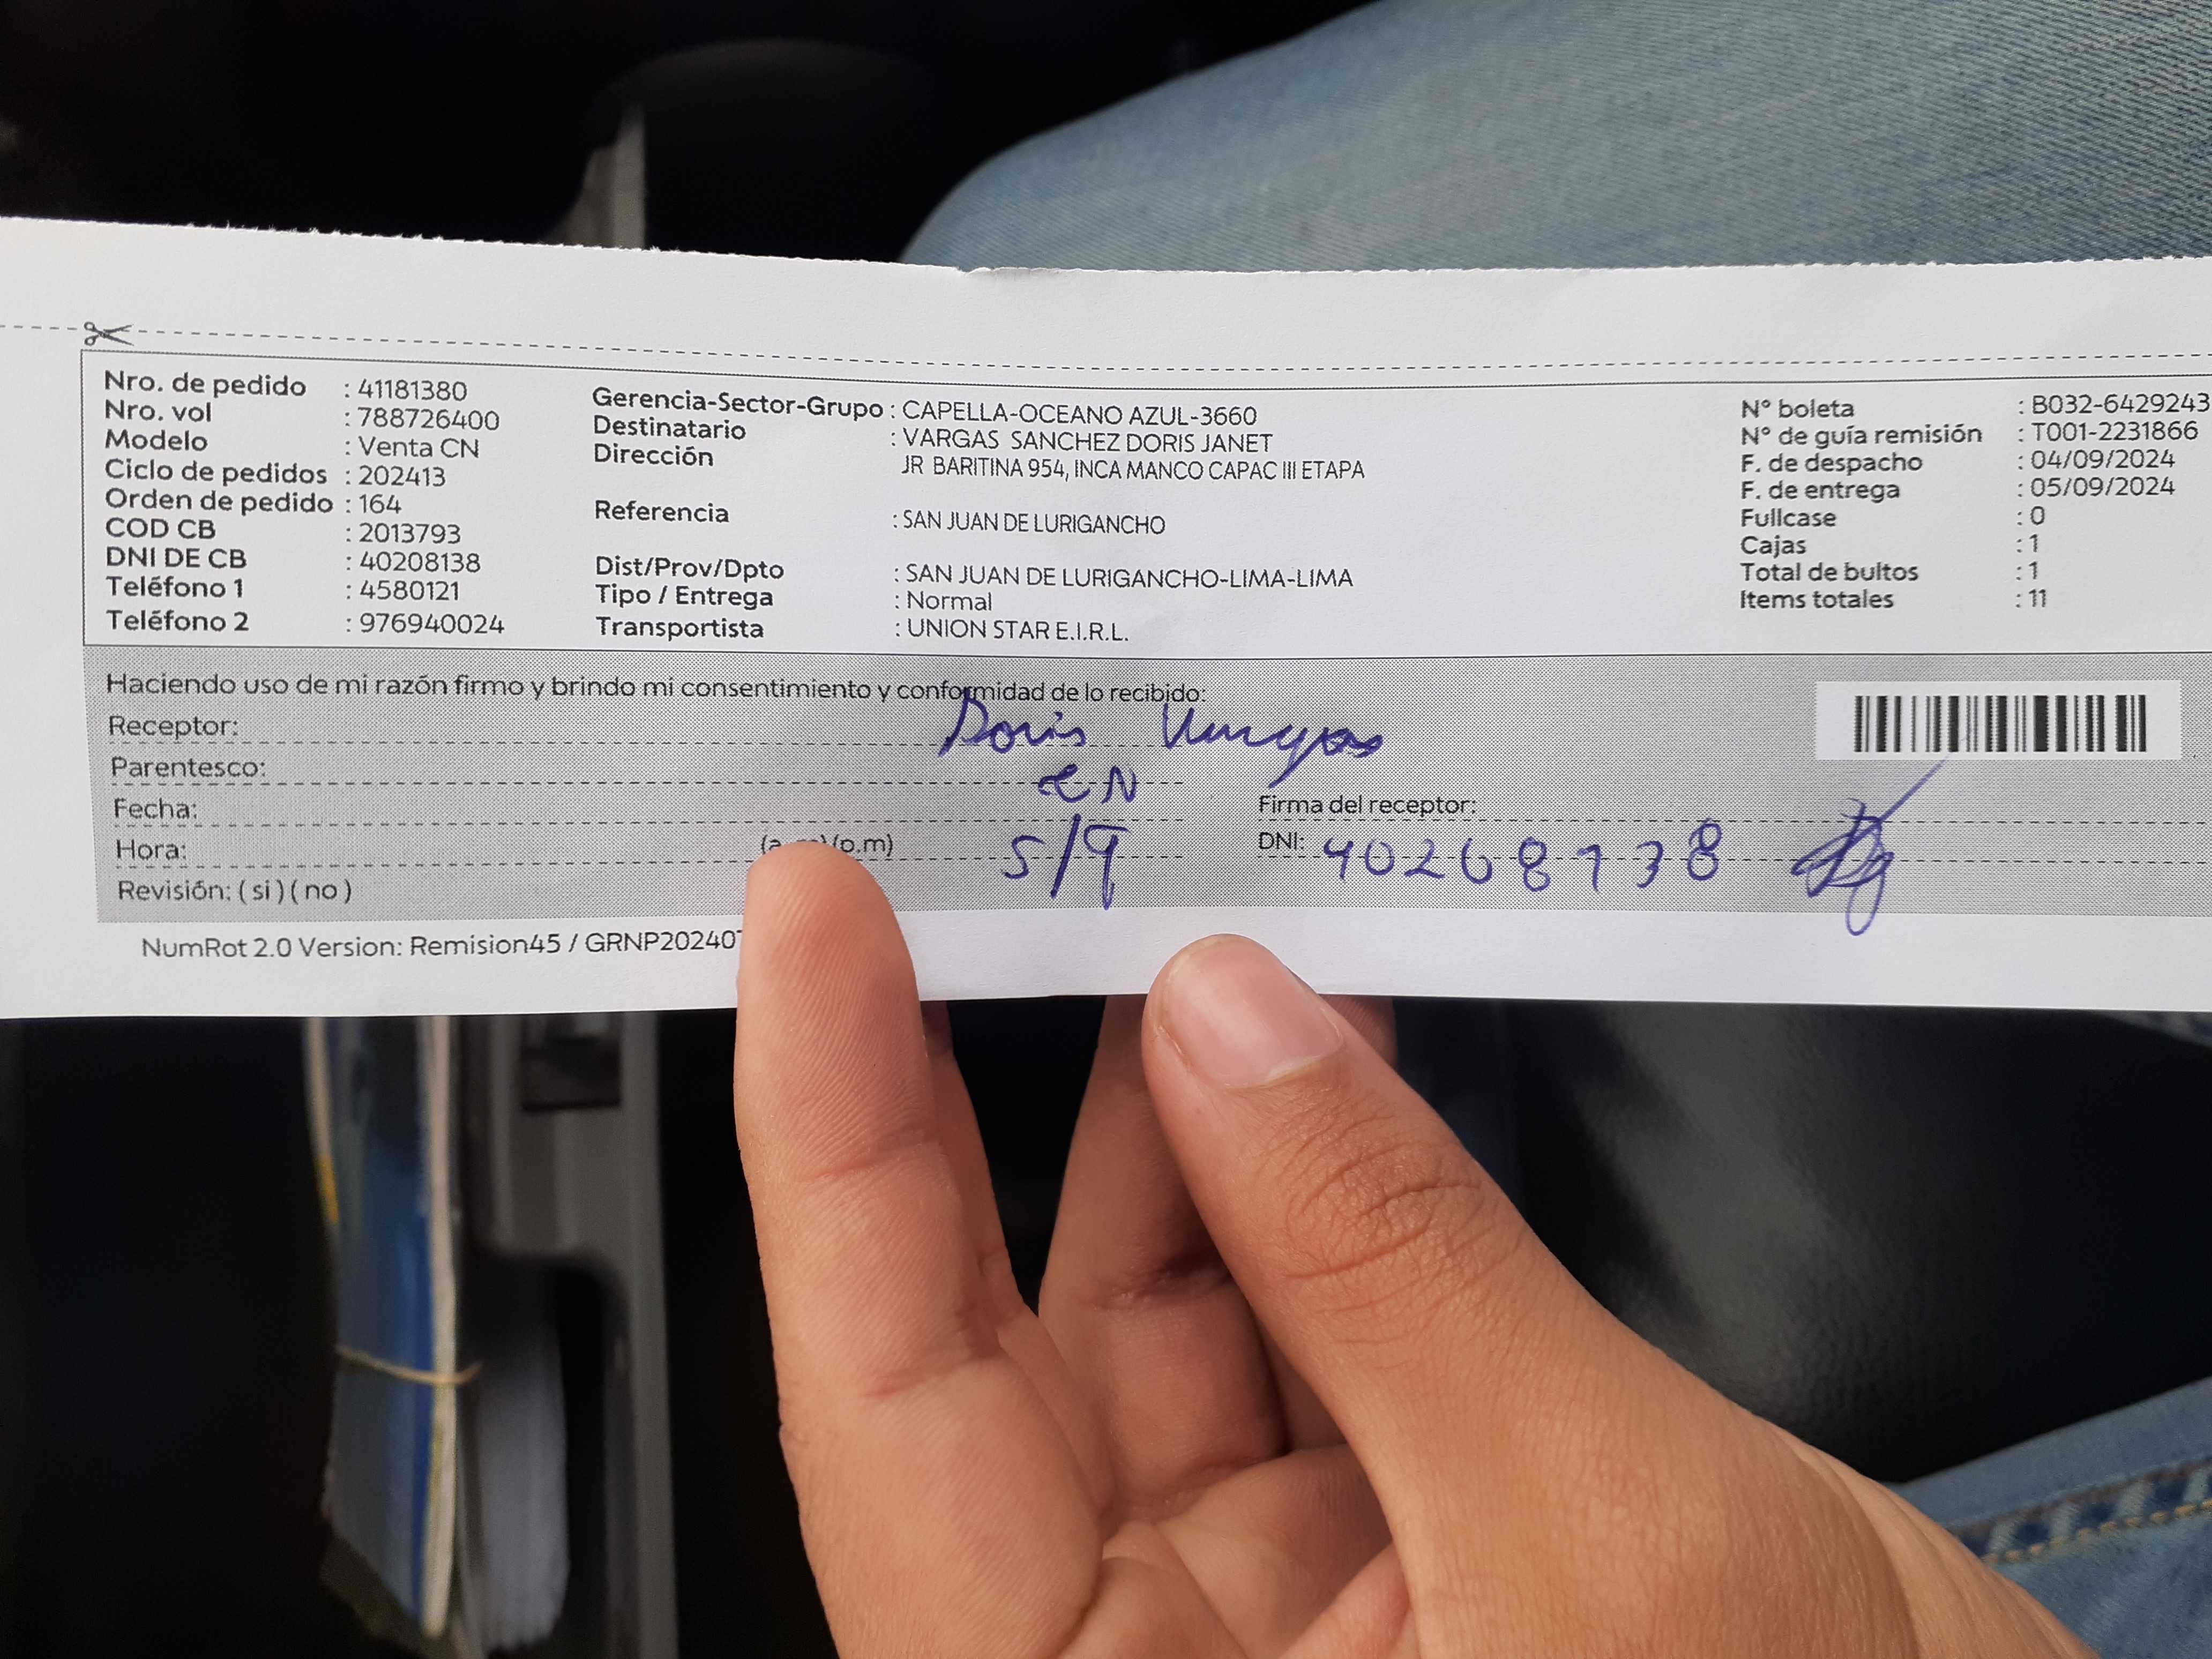 Nro. de pedido : 41181380
Nro. vol : 788726400
Modelo : Venta CN
Ciclo de pedidos : 202413
Orden de pedido : 164
COD CB : 2013793
DNI DE CB : 40208138
Teléfono 1 : 4580121
Teléfono 2 : 976940024
Gerencia-Sector-Grupo : CAPELLA-OCEANO AZUL-3660
Destinatario : VARGAS SANCHEZ DORIS JANET
Dirección JR BARITINA 954, INCA MANCO CAPAC III ETAPA
Referencia : SAN JUAN DE LURIGANCHO
Dist/Prov/Dpto : SAN JUAN DE LURIGANCHO-LIMA-LIMA
Tipo / Entrega : Normal
Transportista : UNION STAR E.I.R.L.
N° boleta : B032-6429243
N° de guía remisión : T001-2231866
F. de despacho : 04/09/2024
F. de entrega : 05/09/2024
Fullcase : 0
Cajas : 1
Total de bultos : 1
Items totales : 11
Haciendo uso de mi razón firmo y brindo mi consentimiento y conformidad de lo recibido:
Receptor: Doris Vargas
Parentesco:
Fecha: 5/9
Hora: (p.m)
Revisión: ( si ) ( no )
Firma del receptor:
DNI: 40268138
NumRot 2.0 Version: Remision45 / GRNP20240